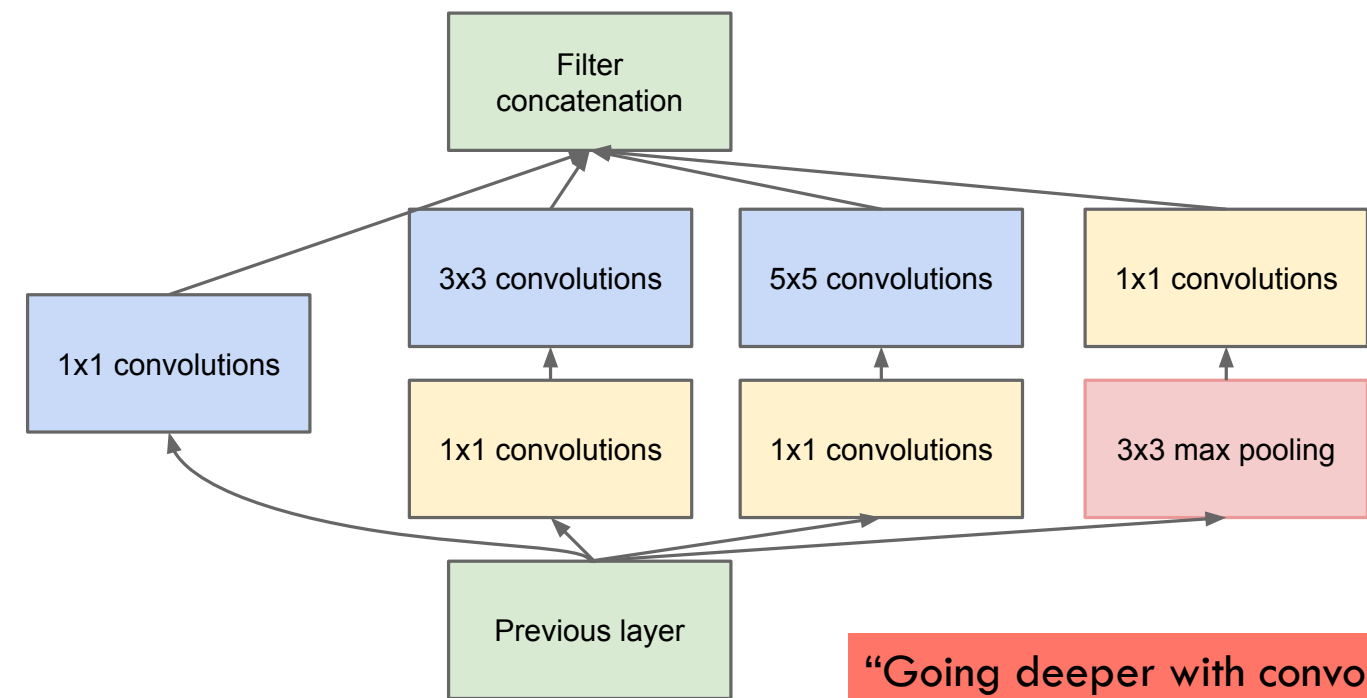 Filter
concatenation
3x3 convolutions
5x5 convolutions
1x1 convolutions
1x1 convolutions
1x1 convolutions
1x1 convolutions
3x3 max pooling
Previous layer
“Going deeper with convo